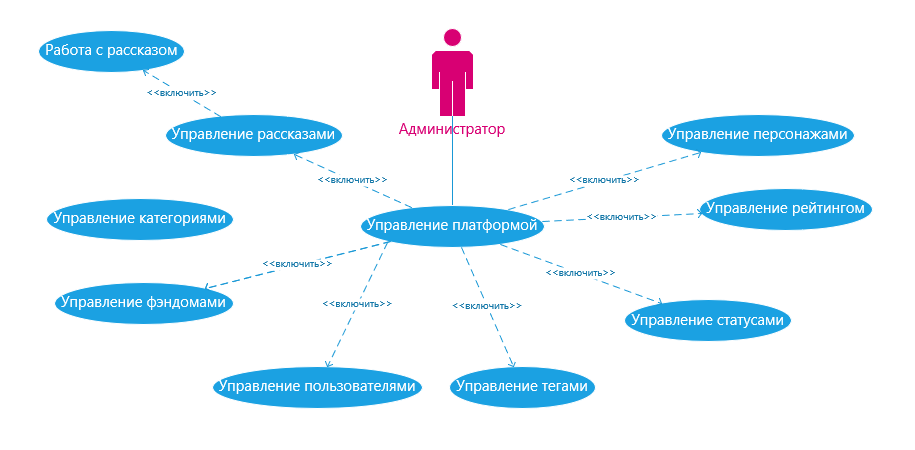 Работа с рассказом
<<включить>>
Администратор
Управление рассказами
Управление персонажами
<<включить>>
<<включить>>
Управление категориями
Управление платформой
<<включить>>
Управление рейтингом
<<включить>>
<<включить>>
Управление фэндомами
<<включить>>
<<включить>>
Управление статусами
Управление пользователями
Управление тегами